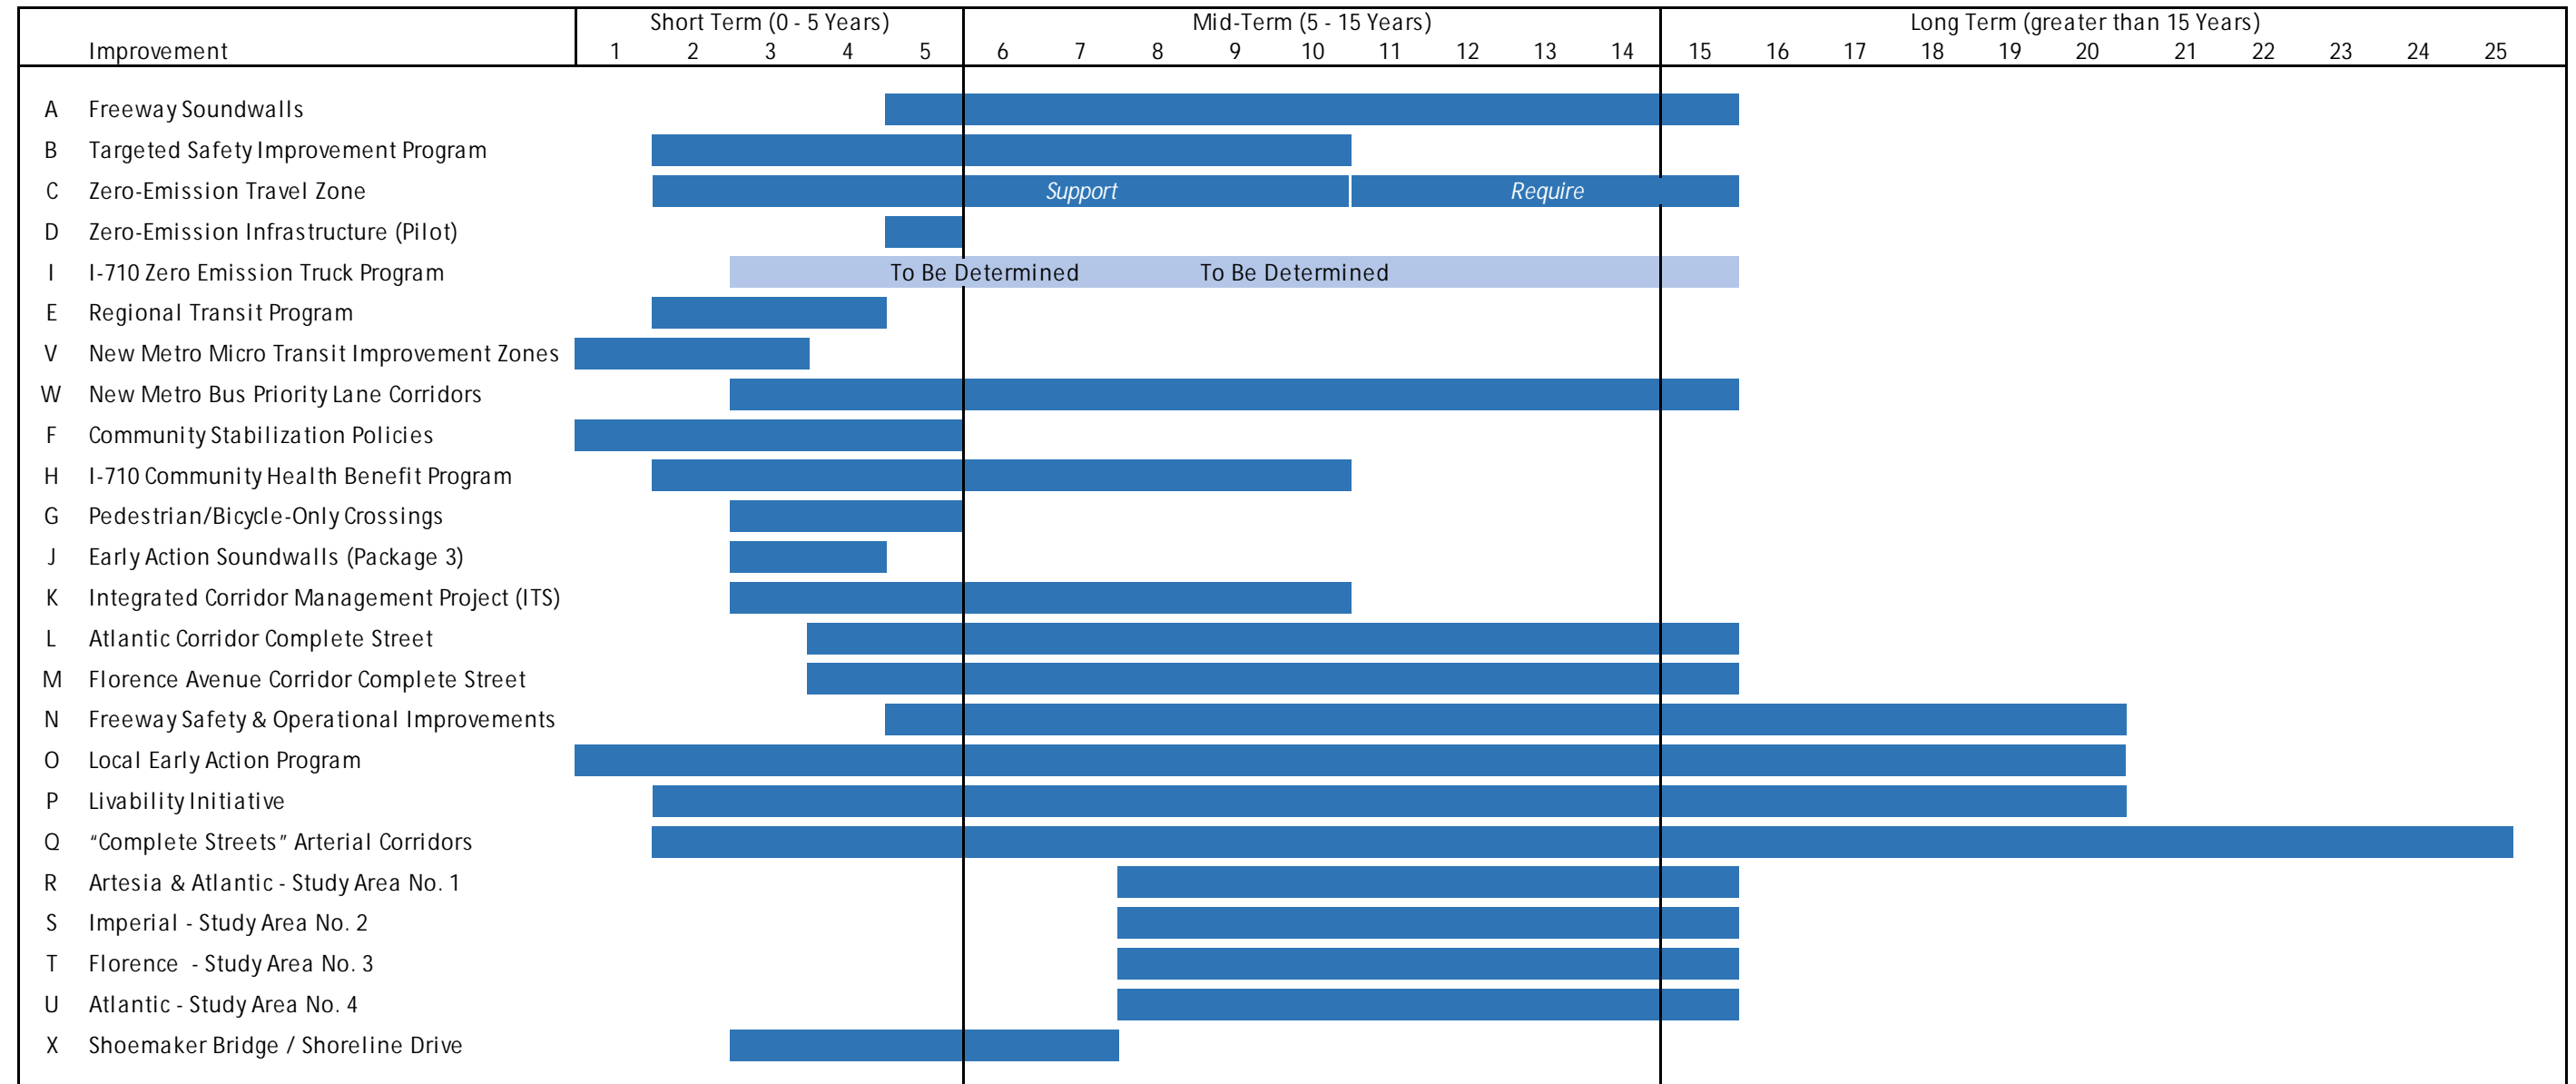 Short Term (0 - 5 Years) Mid-Term (5 - 15 Years) Long Term (greater than 15 Years)
Improvement 1 2 3 4 5 6 7 8 9 10 11 12 13 14 15 16 17 18 19 20 21 22 23 24 25
A Freeway Soundwalls
B Targeted Safety Improvement Program
C Zero-Emission Travel Zone Support Require
D Zero-Emission Infrastructure (Pilot)
I I-710 Zero Emission Truck Program To Be Determined To Be Determined
E Regional Transit Program
V New Metro Micro Transit Improvement Zones
W New Metro Bus Priority Lane Corridors
F Community Stabilization Policies
H I-710 Community Health Benefit Program
G Pedestrian/Bicycle-Only Crossings
J Early Action Soundwalls (Package 3)
K Integrated Corridor Management Project (ITS)
L Atlantic Corridor Complete Street
M Florence Avenue Corridor Complete Street
N Freeway Safety & Operational Improvements
O Local Early Action Program
P Livability Initiative
Q “Complete Streets” Arterial Corridors
R Artesia & Atlantic - Study Area No. 1
S Imperial - Study Area No. 2
T Florence - Study Area No. 3
U Atlantic - Study Area No. 4
X Shoemaker Bridge / Shoreline Drive